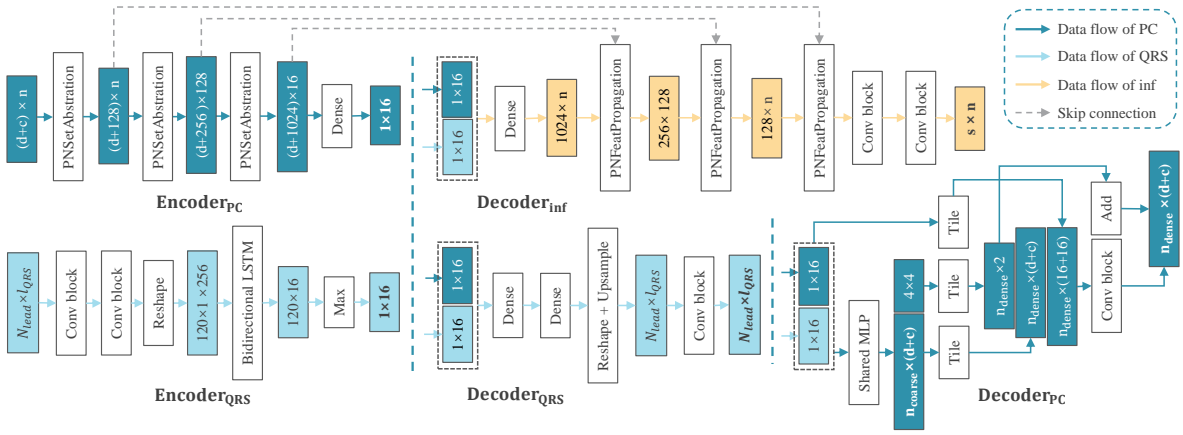 (d+c) × n
PNSetAbstration
(d+128)× n
PNSetAbstration
(d+256)×128
PNSetAbstration
(d+1024)×16
Dense
1×16
Encoder_PC
1×16
1×16
Dense
1024 × n
PNFeatPropagation
256 × 128
PNFeatPropagation
128 × n
PNFeatPropagation
Conv block
Conv block
s × n
Decoder_inf
Data flow of PC
Data flow of QRS
Data flow of inf
Skip connection
N_lead×l_QRS
Conv block
Conv block
Reshape
120×1×256
Bidirectional LSTM
120×16
Max
1×16
Encoder_QRS
1×16
1×16
Dense
Dense
Reshape + Upsample
N_lead×l_QRS
Conv block
N_lead×l_QRS
Decoder_QRS
1×16
1×16
Shared MLP
4×4
n_coarse×(d+c)
Tile
Tile
Tile
n_dense×2
n_dense×(d+c)
n_dense×(16+16)
Add
Conv block
n_dense×(d+c)
Decoder_PC